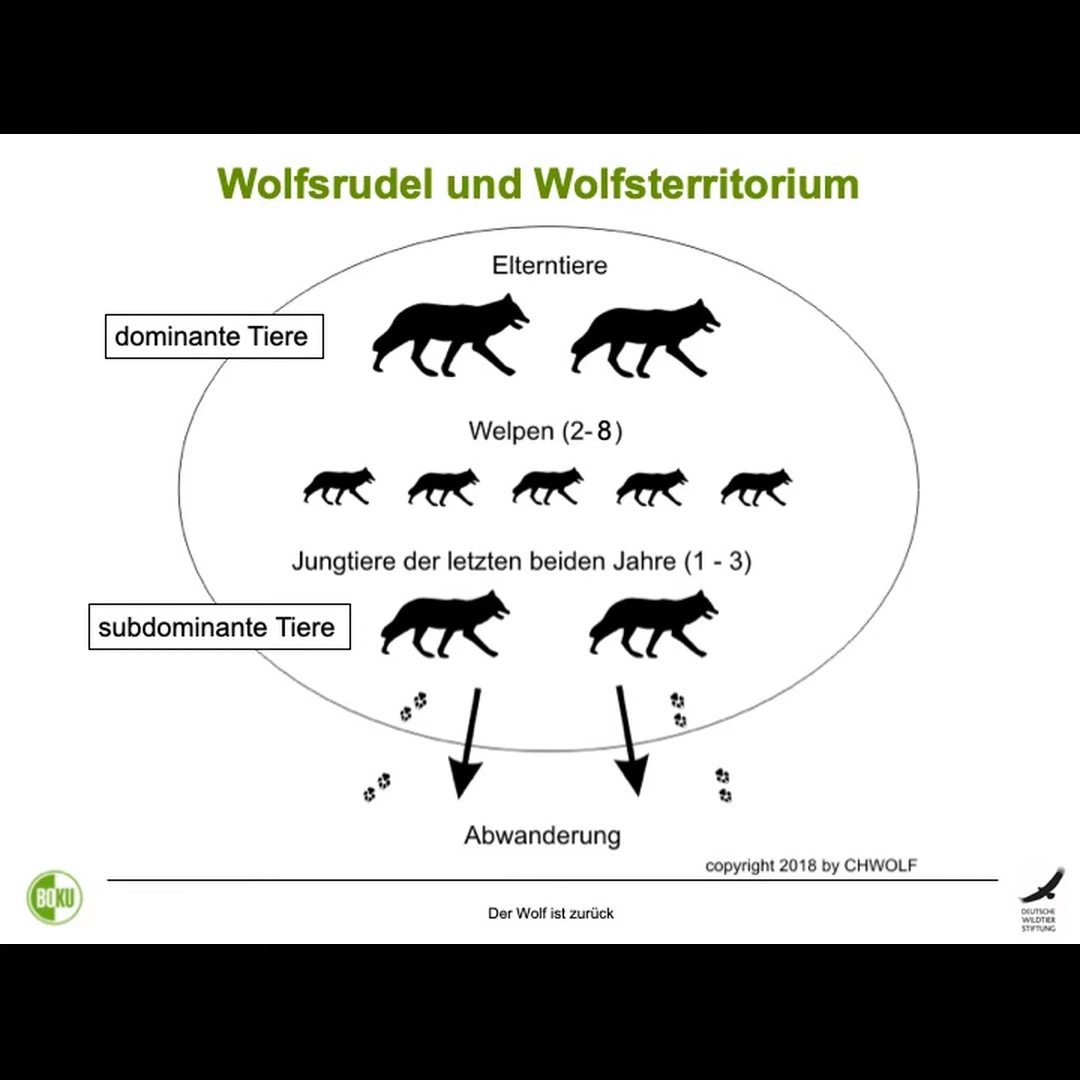 Wolfsrudel und Wolfsterritorium
Elterntiere
dominante Tiere
Welpen (2-8)
Jungtiere der letzten beiden Jahre (1 - 3)
subdominante Tiere
Abwanderung
copyright 2018 by CHWOLF
BOKU
Der Wolf ist zurück
DEUTSCHE
WILDTIER
STIFTUNG